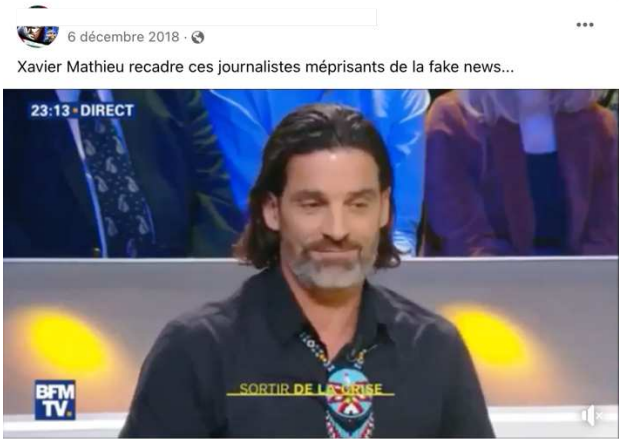 6 décembre 2018 ·
Xavier Mathieu recadre ces journalistes méprisants de la fake news...
23:13 • DIRECT
SORTIR DE LA CRISE
BFM
TV.